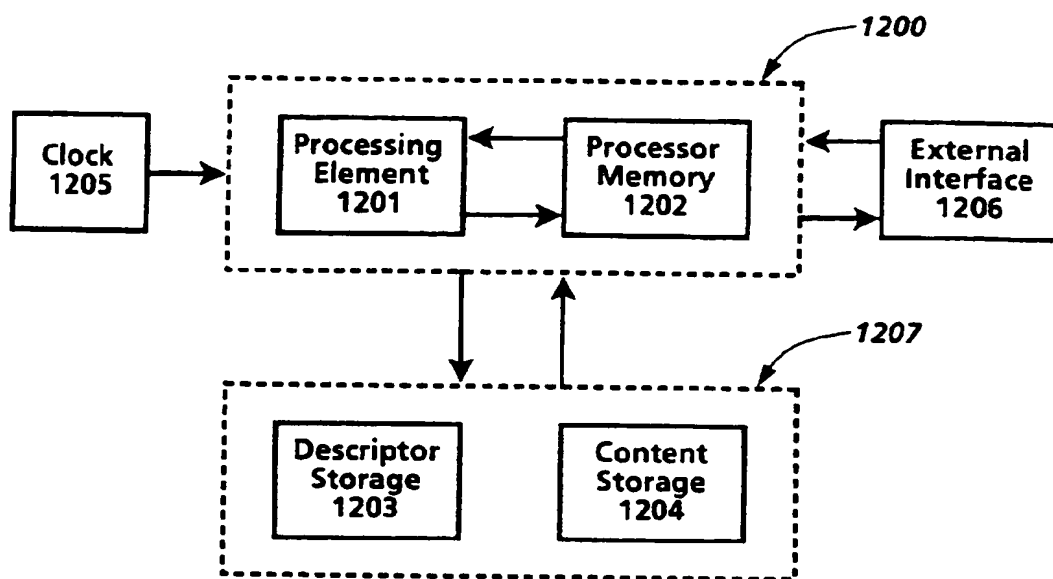 1200
Clock
1205
Processing
Element
1201
Processor
Memory
1202
External
Interface
1206
1207
Descriptor
Storage
1203
Content
Storage
1204